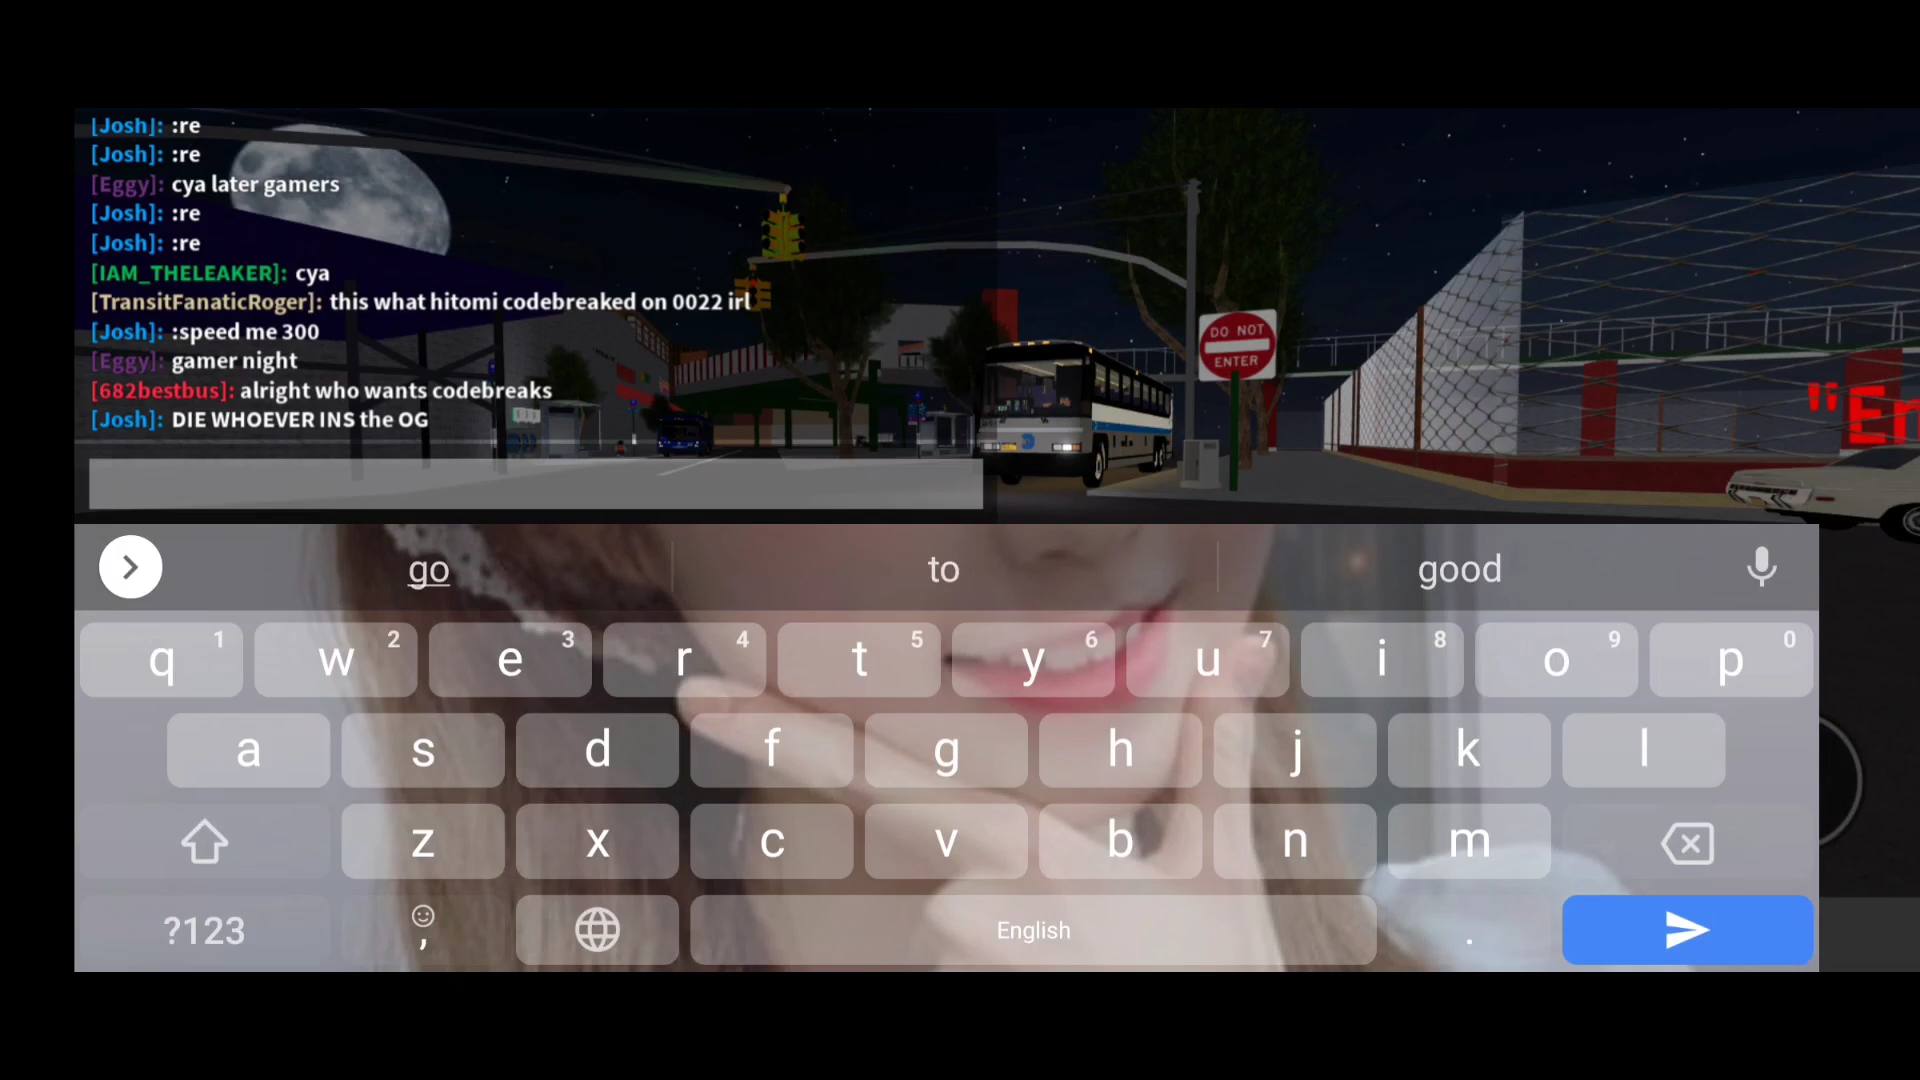 [Josh]: :re
[Josh]: :re
[Eggy]: cya later gamers
[Josh]: :re
[Josh]: :re
[IAM_THELEAKER]: cya
[TransitFanaticRoger]: this what hitomi codebreaked on 0022 irl
[Josh]: :speed me 300
[Eggy]: gamer night
[682bestbus]: alright who wants codebreaks
[Josh]: DIE WHOEVER INS the OG
DO NOT
ENTER
"En
go to good
q 1 w 2 e 3 r 4 t 5 y 6 u 7 i 8 o 9 p 0
a s d f g h j k l
z x c v b n m
?123 , English .